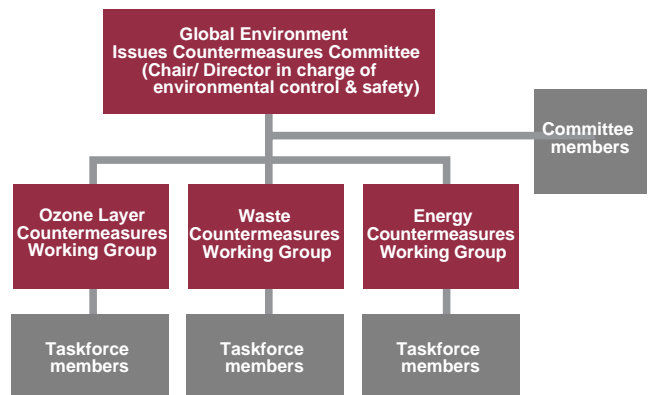 Global Environment
Issues Countermeasures Committee
(Chair/ Director in charge of
environmental control & safety)
Committee
members
Ozone Layer
Countermeasures
Working Group
Waste
Countermeasures
Working Group
Energy
Countermeasures
Working Group
Taskforce
members
Taskforce
members
Taskforce
members